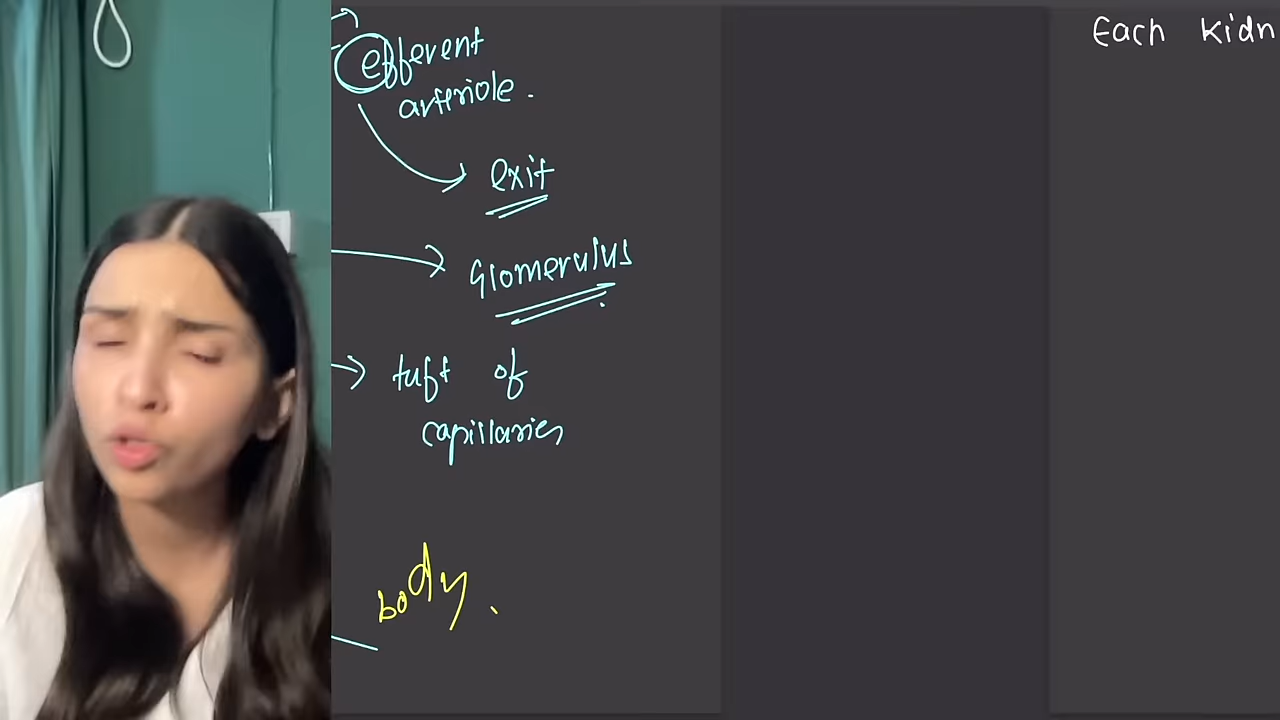 efferent
arteriole.
exit
Glomerulus
tuft of
capillaries
body.
Each kidn